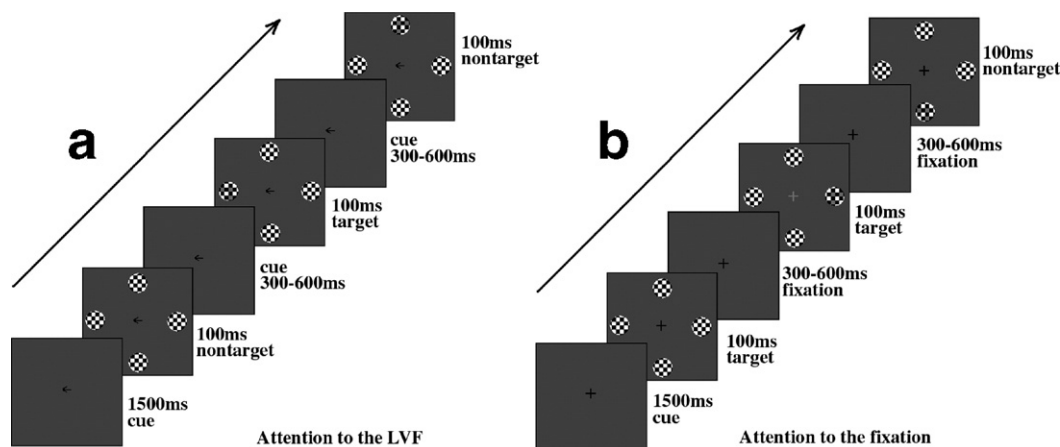 a
100ms
nontarget
cue
300-600ms
100ms
target
cue
300-600ms
100ms
nontarget
1500ms
cue
Attention to the LVF
b
100ms
nontarget
300-600ms
fixation
100ms
target
300-600ms
fixation
100ms
target
1500ms
cue
Attention to the fixation